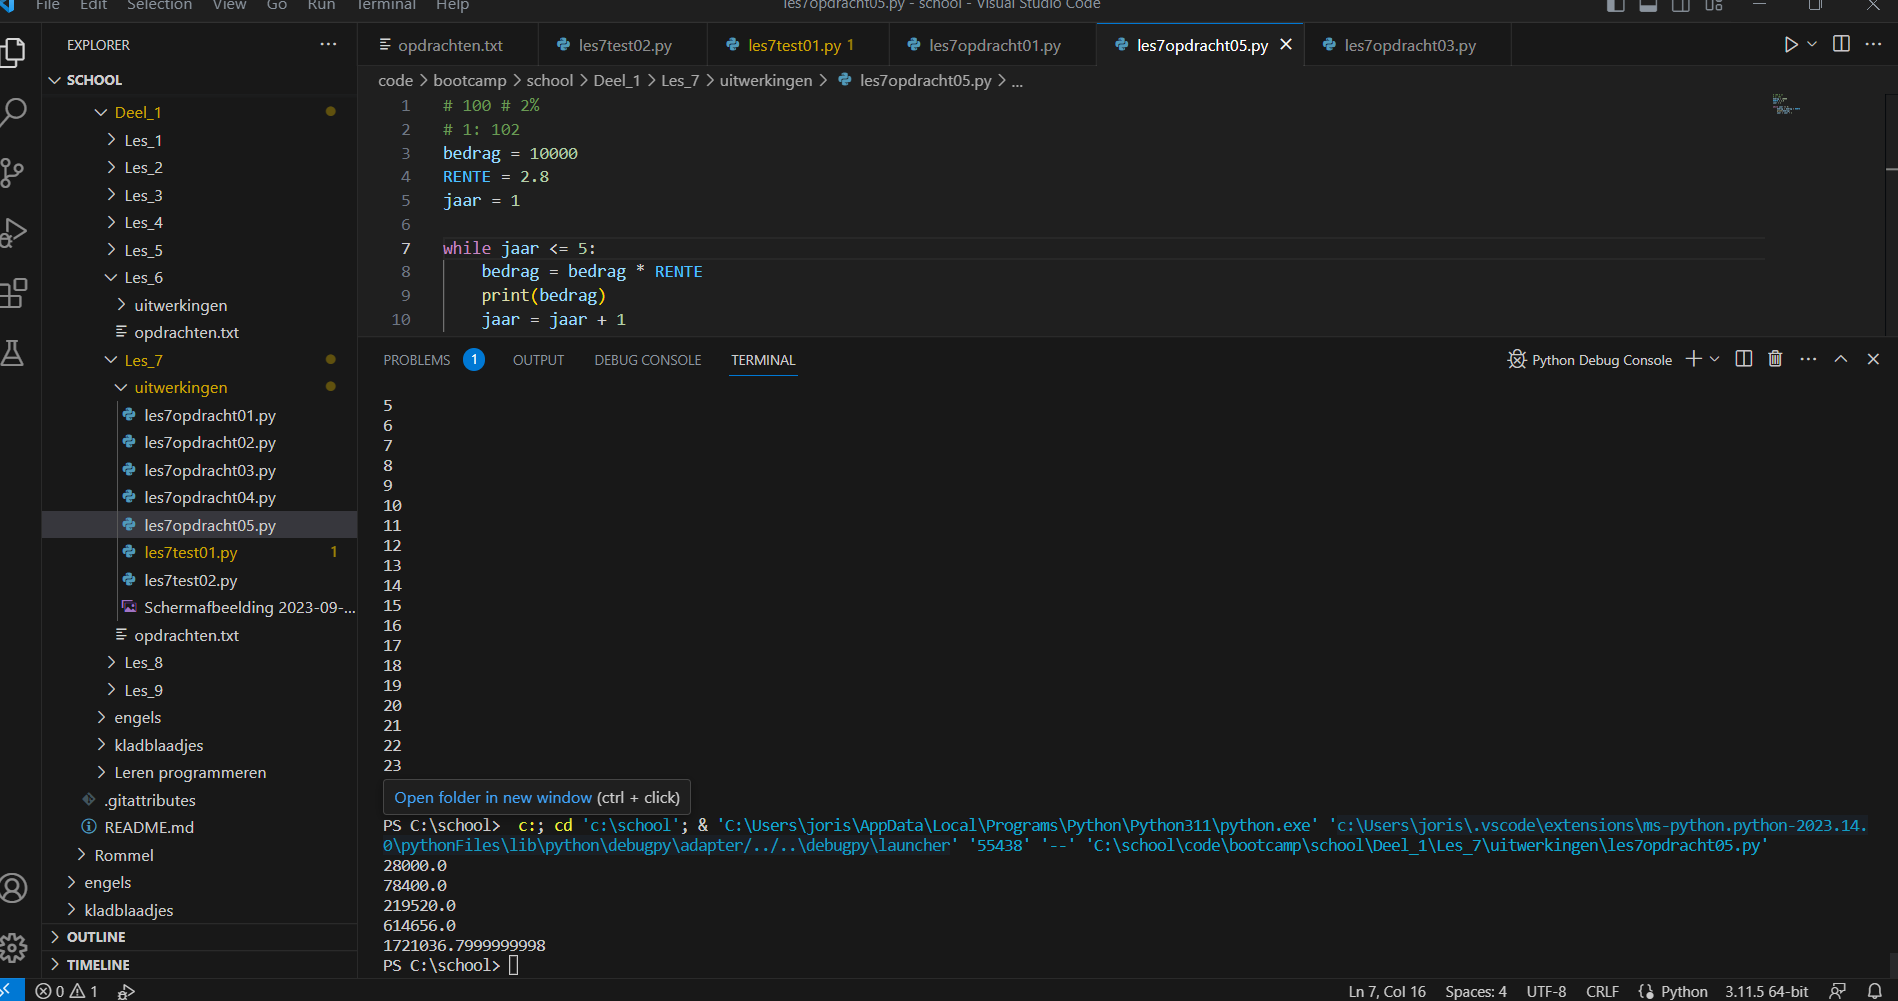 File Edit Selection View Go Run Terminal Help
les7opdracht05.py - school - Visual Studio Code
EXPLORER
SCHOOL
Deel_1
Les_1
Les_2
Les_3
Les_4
Les_5
Les_6
uitwerkingen
opdrachten.txt
Les_7
uitwerkingen
les7opdracht01.py
les7opdracht02.py
les7opdracht03.py
les7opdracht04.py
les7opdracht05.py
les7test01.py 1
les7test02.py
Schermafbeelding 2023-09-...
opdrachten.txt
Les_8
Les_9
engels
kladblaadjes
Leren programmeren
.gitattributes
README.md
Rommel
engels
kladblaadjes
OUTLINE
TIMELINE
opdrachten.txt les7test02.py les7test01.py 1 les7opdracht01.py les7opdracht05.py les7opdracht03.py
code > bootcamp > school > Deel_1 > Les_7 > uitwerkingen > les7opdracht05.py > ...
1 # 100 # 2%
2 # 1: 102
3 bedrag = 10000
4 RENTE = 2.8
5 jaar = 1
6
7 while jaar <= 5:
8 bedrag = bedrag * RENTE
9 print(bedrag)
10 jaar = jaar + 1
PROBLEMS 1 OUTPUT DEBUG CONSOLE TERMINAL
Python Debug Console
5
6
7
8
9
10
11
12
13
14
15
16
17
18
19
20
21
22
23
Open folder in new window (ctrl + click)
PS C:\school> c:; cd 'c:\school'; & 'C:\Users\joris\AppData\Local\Programs\Python\Python311\python.exe' 'c:\Users\joris\.vscode\extensions\ms-python.python-2023.14.
0\pythonFiles\lib\python\debugpy\adapter/../..\debugpy\launcher' '55438' '--' 'C:\school\code\bootcamp\school\Deel_1\Les_7\uitwerkingen\les7opdracht05.py'
28000.0
78400.0
219520.0
614656.0
1721036.7999999998
PS C:\school>
0 1
Ln 7, Col 16 Spaces: 4 UTF-8 CRLF Python 3.11.5 64-bit